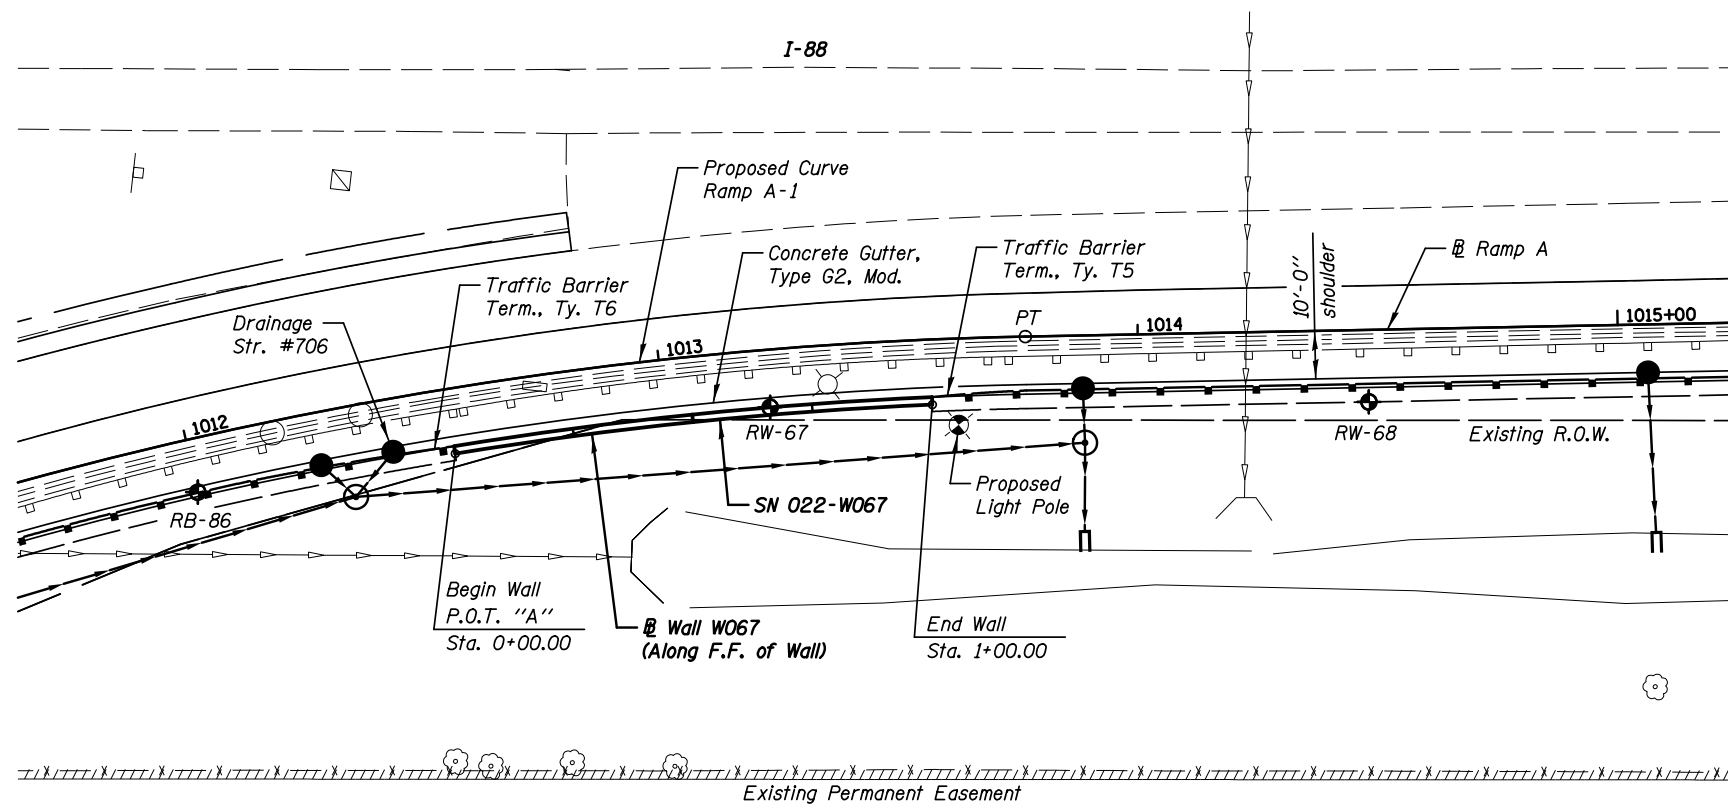 I-88
Proposed Curve
Ramp A-1
Concrete Gutter,
Type G2, Mod.
Traffic Barrier
Term., Ty. T5
10'-0"
shoulder
℄ Ramp A
Traffic Barrier
Term., Ty. T6
Drainage
Str. #706
PT
1012
1013
1014
1015+00
RB-86
RW-67
RW-68
Existing R.O.W.
Proposed
Light Pole
SN 022-W067
Begin Wall
P.O.T. "A"
Sta. 0+00.00
℄ Wall W067
(Along F.F. of Wall)
End Wall
Sta. 1+00.00
Existing Permanent Easement